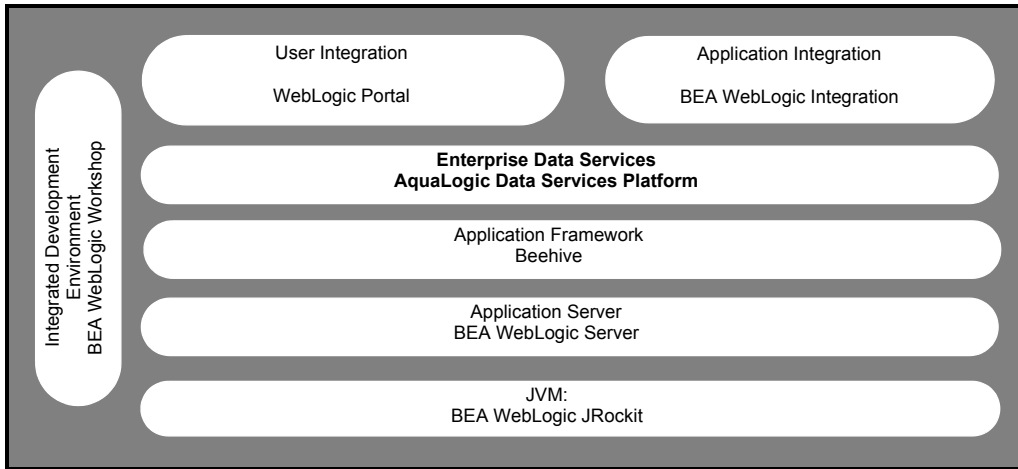 User Integration
WebLogic Portal
Application Integration
BEA WebLogic Integration
Integrated Development
Environment
BEA WebLogic Workshop
Enterprise Data Services
AquaLogic Data Services Platform
Application Framework
Beehive
Application Server
BEA WebLogic Server
JVM:
BEA WebLogic JRockit